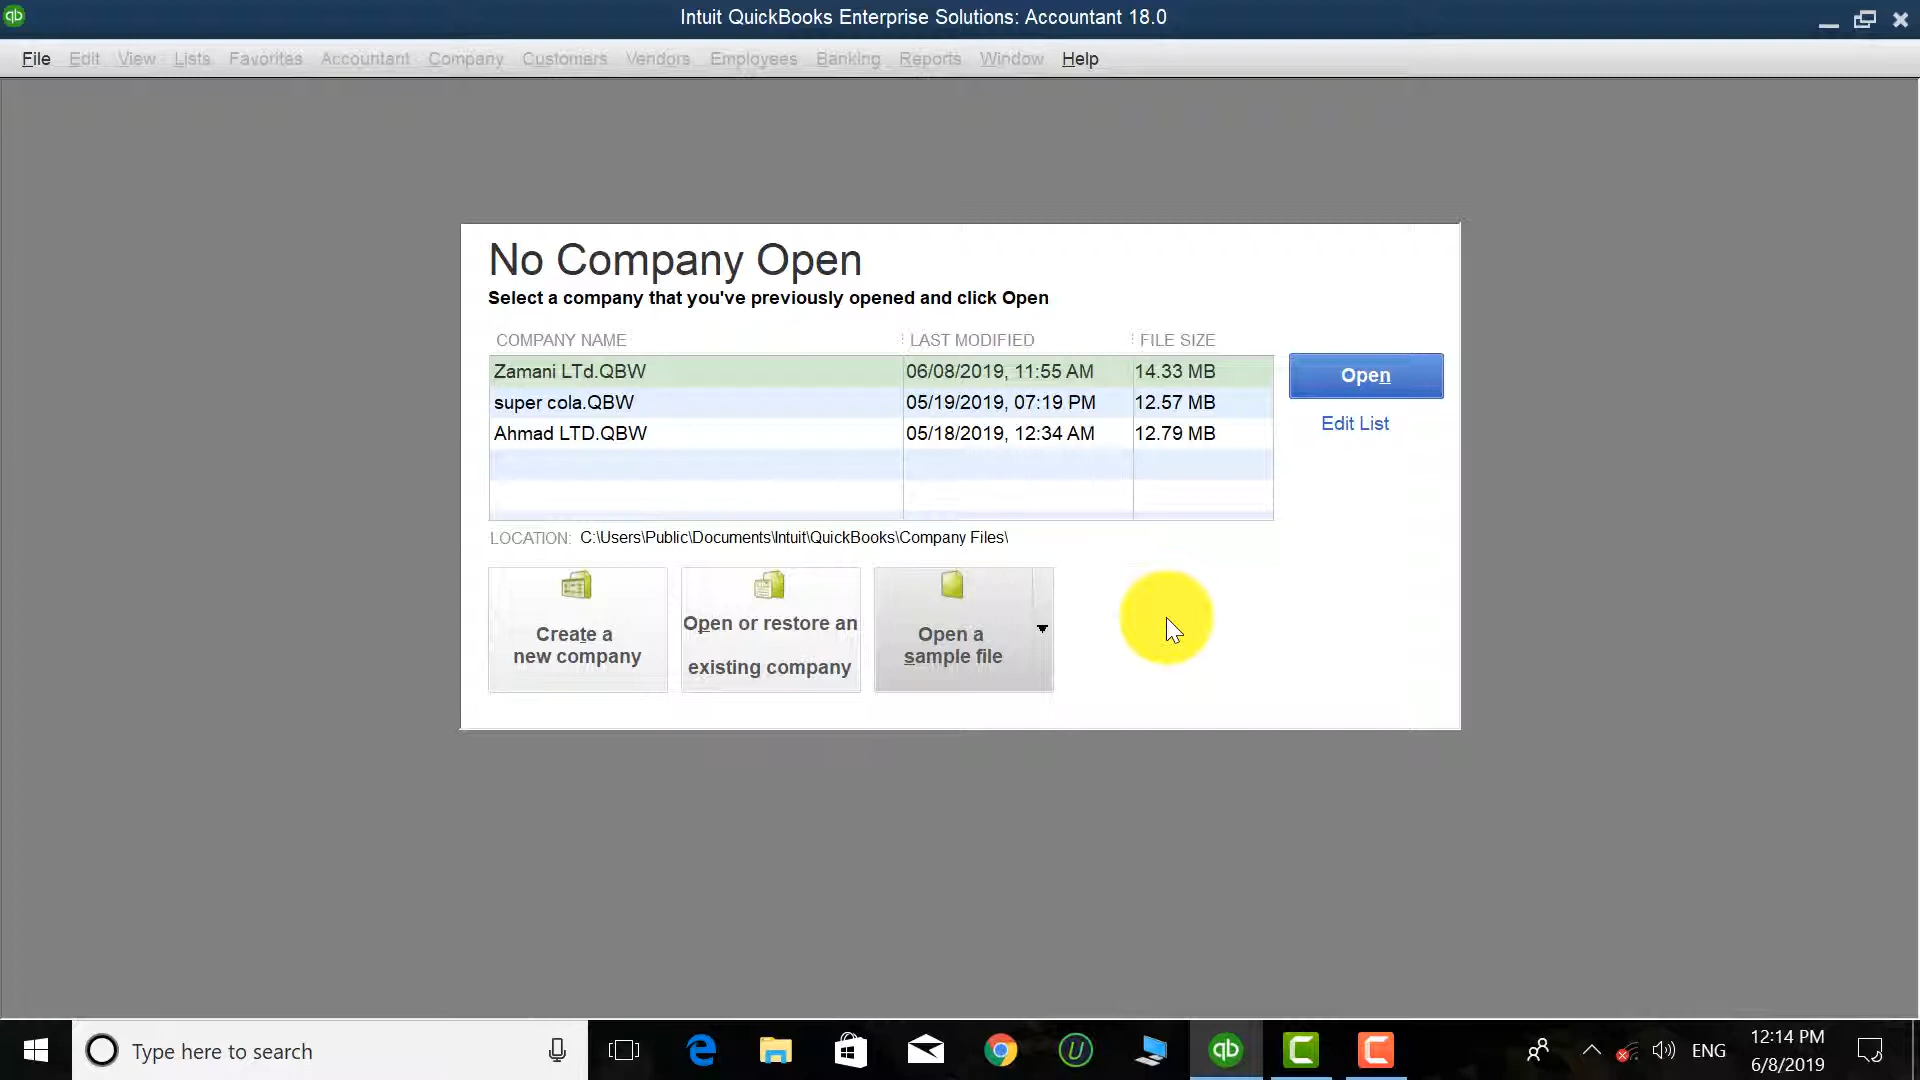 qb
Intuit QuickBooks Enterprise Solutions: Accountant 18.0
File Edit View Lists Favorites Accountant Company Customers Vendors Employees Banking Reports Window Help
No Company Open
Select a company that you've previously opened and click Open
COMPANY NAME LAST MODIFIED FILE SIZE
Zamani LTd.QBW 06/08/2019, 11:55 AM 14.33 MB
Open
super cola.QBW 05/19/2019, 07:19 PM 12.57 MB
Edit List
Ahmad LTD.QBW 05/18/2019, 12:34 AM 12.79 MB
LOCATION: C:\Users\Public\Documents\Intuit\QuickBooks\Company Files\
Create a
new company
Open or restore an
existing company
Open a
sample file
Type here to search
qb
ENG
12:14 PM
6/8/2019